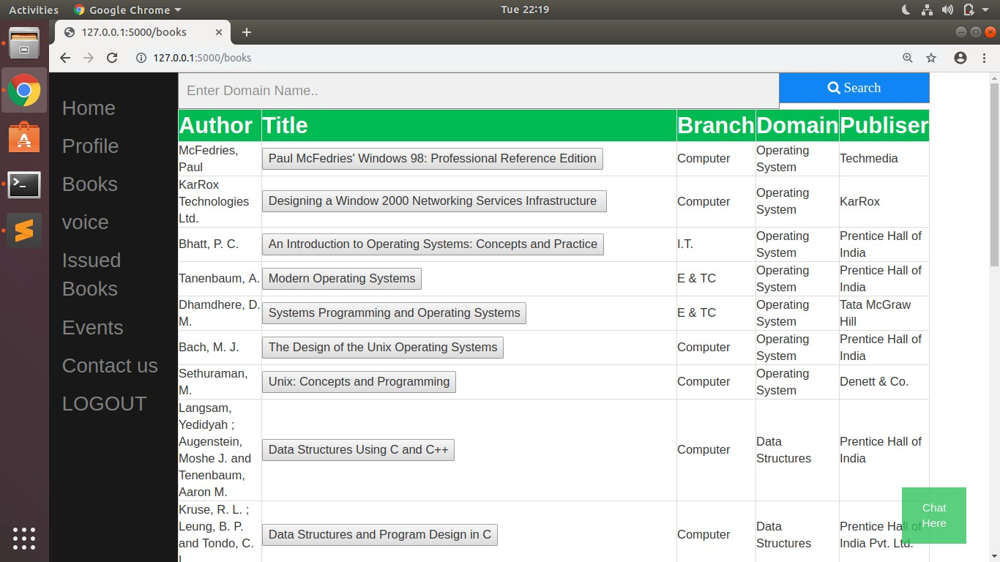 Activities Google Chrome Tue 22:19
127.0.0.1:5000/books
127.0.0.1:5000/books
Home
Profile
Books
voice
Issued
Books
Events
Contact us
LOGOUT
Enter Domain Name.. Search
Author Title Branch Domain Publiser
McFedries,
Paul
Paul McFedries' Windows 98: Professional Reference Edition
Computer
Operating
System
Techmedia
KarRox
Technologies
Ltd.
Designing a Window 2000 Networking Services Infrastructure
Computer
Operating
System
KarRox
Bhatt, P. C.
An Introduction to Operating Systems: Concepts and Practice
I.T.
Operating
System
Prentice Hall of
India
Tanenbaum, A.
Modern Operating Systems
E & TC
Operating
System
Prentice Hall of
India
Dhamdhere, D.
M.
Systems Programming and Operating Systems
E & TC
Operating
System
Tata McGraw
Hill
Bach, M. J.
The Design of the Unix Operating Systems
Computer
Operating
System
Prentice Hall of
India
Sethuraman,
M.
Unix: Concepts and Programming
Computer
Operating
System
Denett & Co.
Langsam,
Yedidyah ;
Augenstein,
Moshe J. and
Tenenbaum,
Aaron M.
Data Structures Using C and C++
Computer
Data
Structures
Prentice Hall of
India
Kruse, R. L. ;
Leung, B. P.
and Tondo, C.
Data Structures and Program Design in C
Computer
Data
Structures
Prentice Hall of
India Pvt. Ltd.
Chat
Here